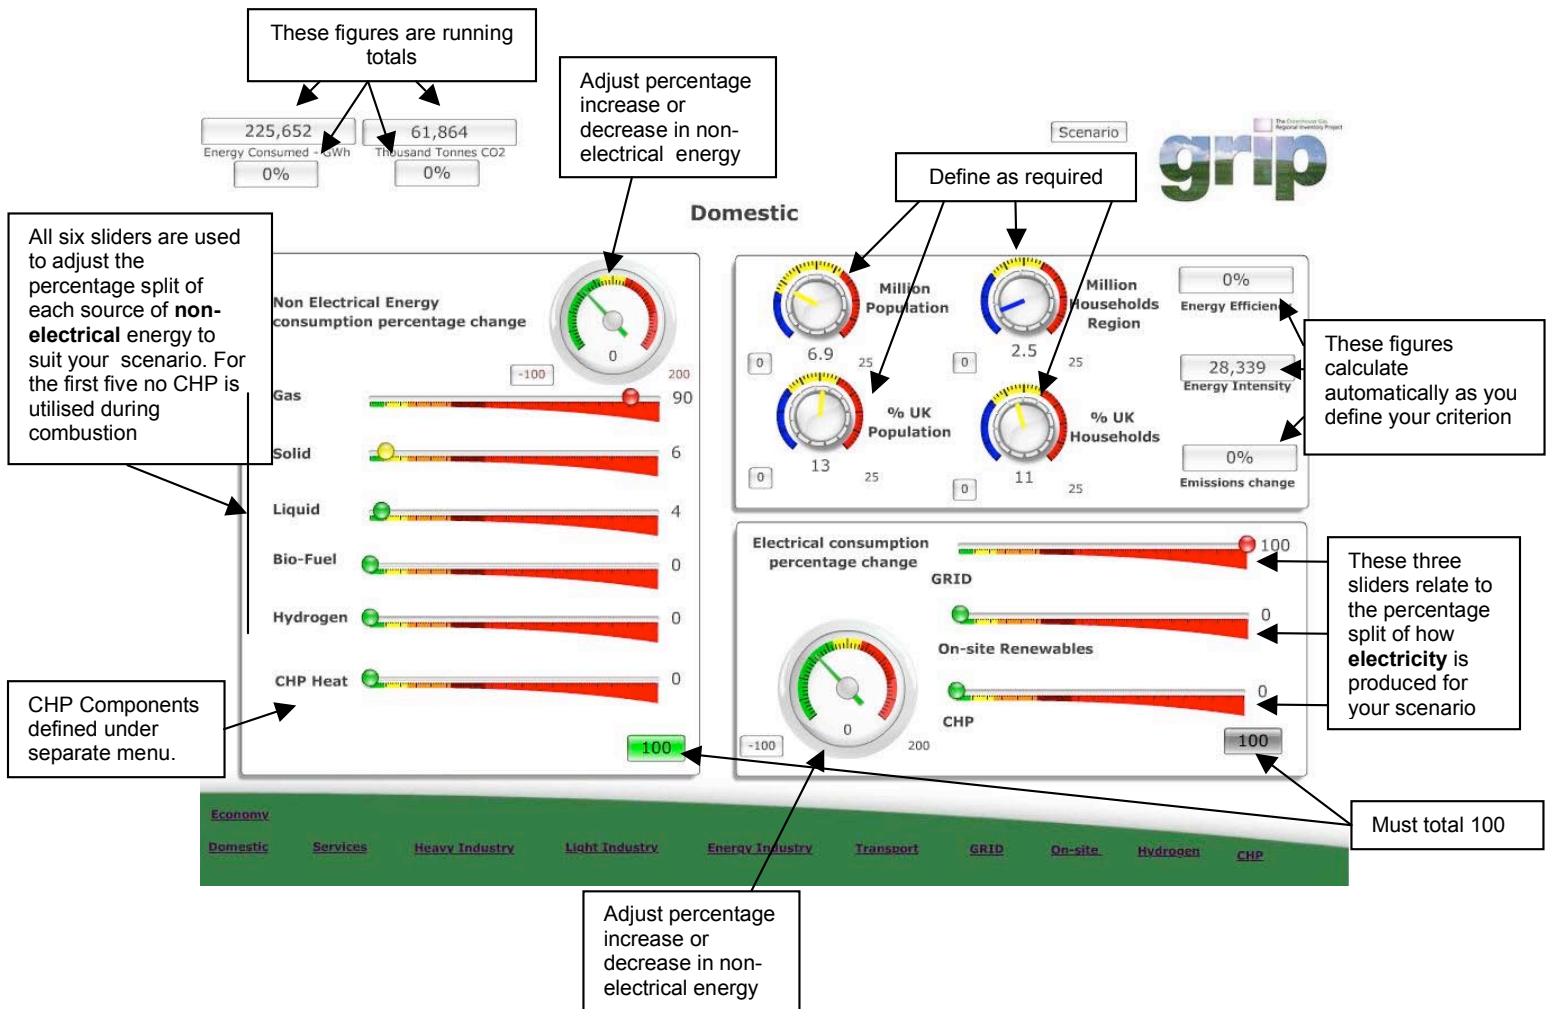 These figures are running
totals
Adjust percentage
increase or
decrease in non-
electrical energy
225,652
61,864
Energy Consumed - GWh
Thousand Tonnes CO2
0%
0%
Scenario
The Greenhouse Gas
Regional Inventory Project
grip
Define as required
Domestic
All six sliders are used
to adjust the
percentage split of
each source of non-
electrical energy to
suit your scenario. For
the first five no CHP is
utilised during
combustion
Non Electrical Energy
consumption percentage change
0
-100
200
Gas
90
Solid
6
Liquid
4
Bio-Fuel
0
Hydrogen
0
CHP Heat
0
100
CHP Components
defined under
separate menu.
Million
Population
6.9
0
25
Million
Households
Region
2.5
0
25
% UK
Population
13
0
25
% UK
Households
11
0
25
0%
Energy Efficiency
28,339
Energy Intensity
0%
Emissions change
These figures
calculate
automatically as you
define your criterion
Electrical consumption
percentage change
0
-100
200
GRID
100
On-site Renewables
0
CHP
0
100
These three
sliders relate to
the percentage
split of how
electricity is
produced for
your scenario
Must total 100
Economy
Domestic Services Heavy Industry Light Industry Energy Industry Transport GRID On-site Hydrogen CHP
Adjust percentage
increase or
decrease in non-
electrical energy